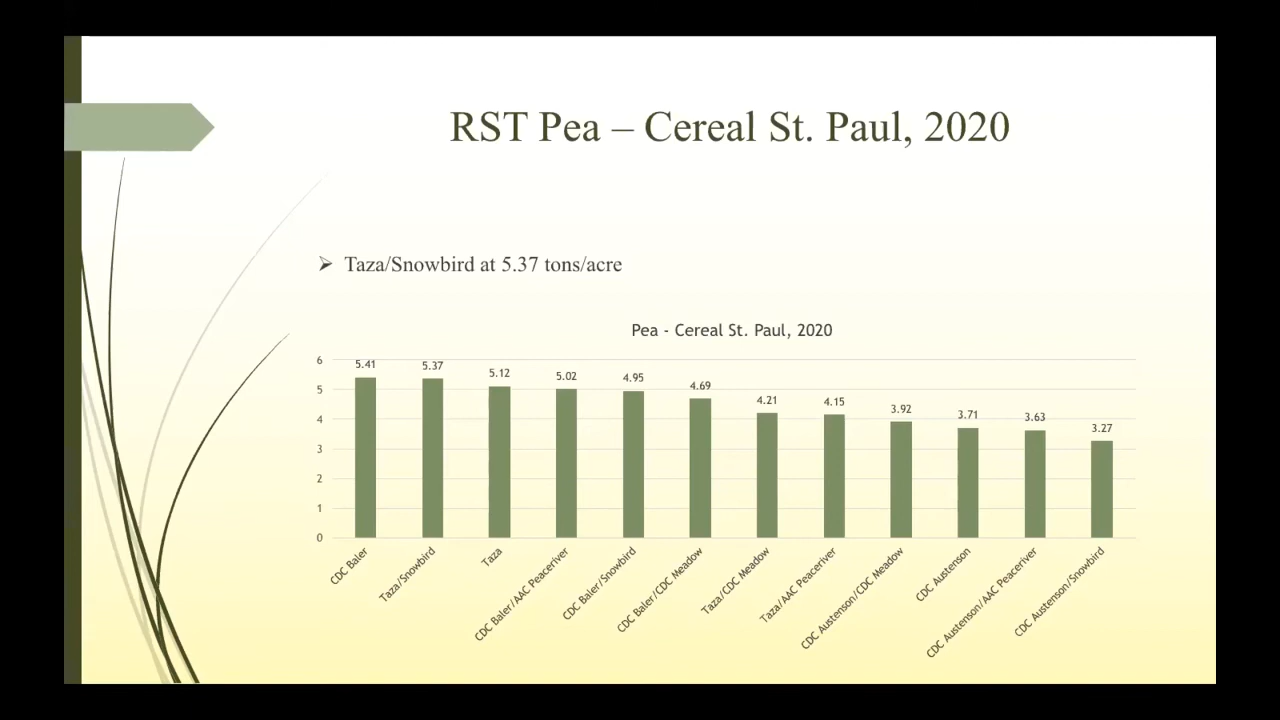 RST Pea – Cereal St. Paul, 2020
➢ Taza/Snowbird at 5.37 tons/acre
Pea - Cereal St. Paul, 2020
6
5
4
3
2
1
0
5.41
5.37
5.12
5.02
4.95
4.69
4.21
4.15
3.92
3.71
3.63
3.27
CDC Baler
Taza/Snowbird
Taza
CDC Baler/AAC Peaceriver
CDC Baler/Snowbird
CDC Baler/CDC Meadow
Taza/CDC Meadow
Taza/AAC Peaceriver
CDC Austenson/CDC Meadow
CDC Austenson
CDC Austenson/AAC Peaceriver
CDC Austenson/Snowbird